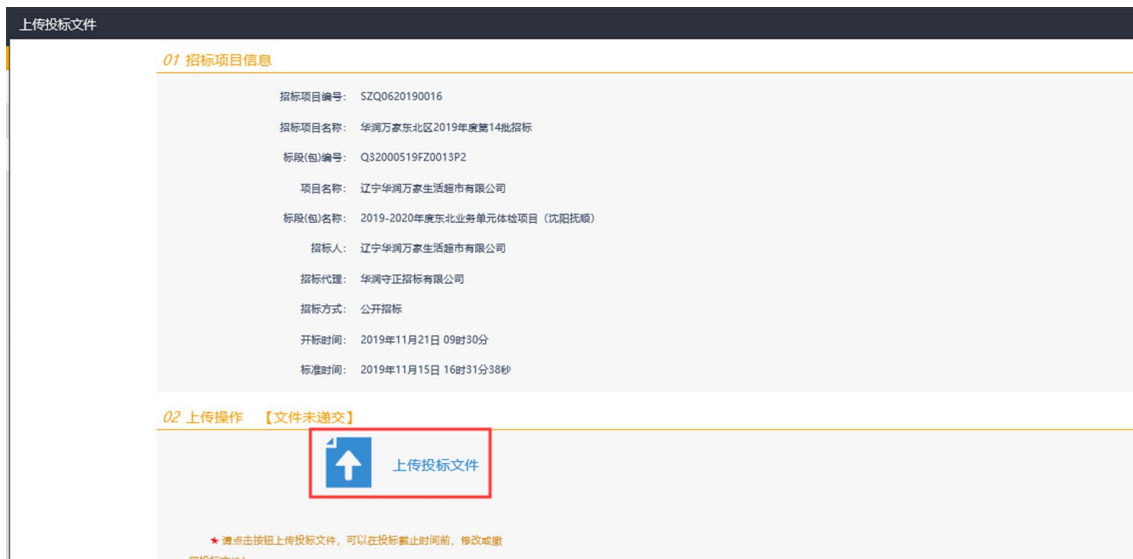 上传投标文件
01 招标项目信息
招标项目编号： SZQ0620190016
招标项目名称： 华润万家东北区2019年度第14批招标
标段(包)编号： Q32000519FZ0013P2
项目名称： 辽宁华润万家生活超市有限公司
标段(包)名称： 2019-2020年度东北业务单元体检项目（沈阳抚顺）
招标人： 辽宁华润万家生活超市有限公司
招标代理： 华润守正招标有限公司
招标方式： 公开招标
开标时间： 2019年11月21日 09时30分
标准时间： 2019年11月15日 16时31分38秒
02 上传操作 【文件未递交】
上传投标文件
★ 请点击按钮上传投标文件，可以在投标截止时间前，修改或撤